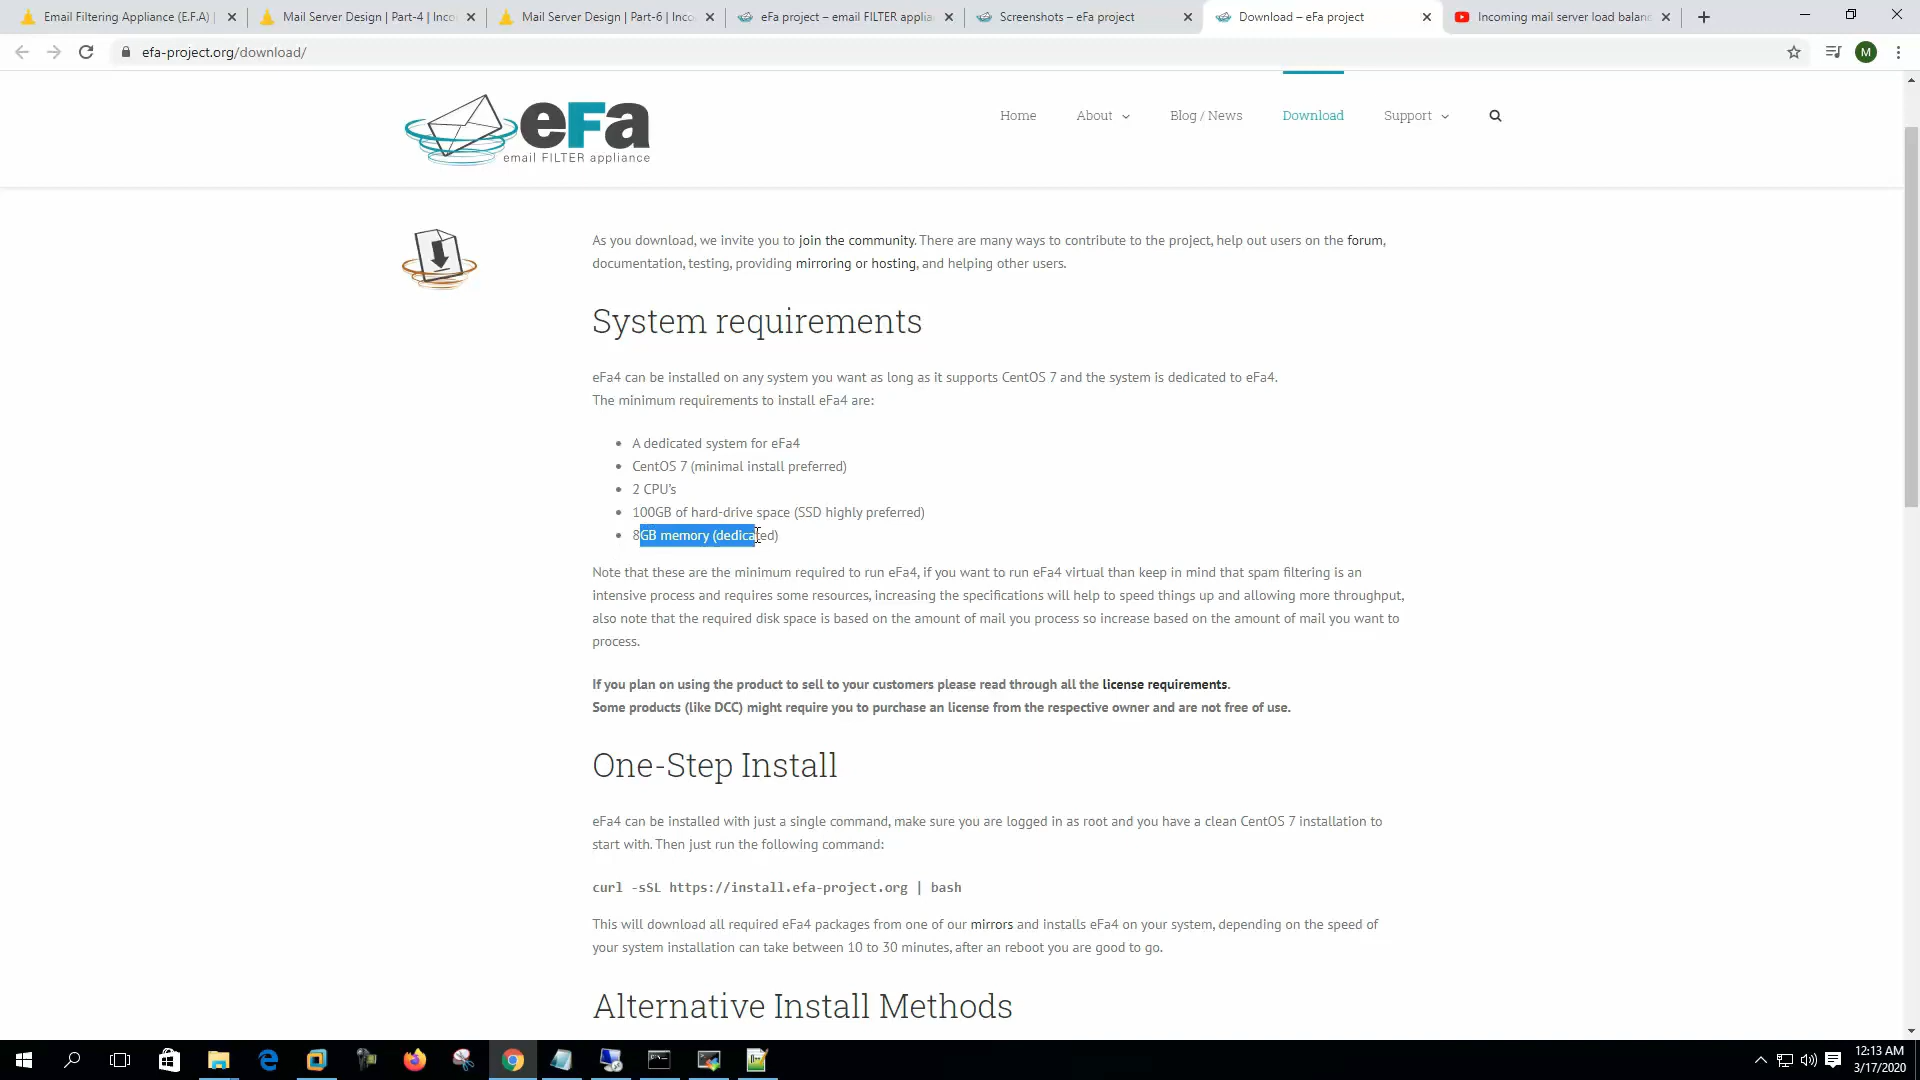 Email Filtering Appliance (E.F.A) |
Mail Server Design | Part-4 | Inco
Mail Server Design | Part-6 | Inco
eFa project – email FILTER applia
Screenshots – eFa project
Download – eFa project
Incoming mail server load balanc
efa-project.org/download/
M
eFa
email FILTER appliance
Home
About
Blog / News
Download
Support
As you download, we invite you to join the community. There are many ways to contribute to the project, help out users on the forum,
documentation, testing, providing mirroring or hosting, and helping other users.
System requirements
eFa4 can be installed on any system you want as long as it supports CentOS 7 and the system is dedicated to eFa4.
The minimum requirements to install eFa4 are:
• A dedicated system for eFa4
• CentOS 7 (minimal install preferred)
• 2 CPU's
• 100GB of hard-drive space (SSD highly preferred)
• 8GB memory (dedicated)
Note that these are the minimum required to run eFa4, if you want to run eFa4 virtual than keep in mind that spam filtering is an
intensive process and requires some resources, increasing the specifications will help to speed things up and allowing more throughput,
also note that the required disk space is based on the amount of mail you process so increase based on the amount of mail you want to
process.
If you plan on using the product to sell to your customers please read through all the license requirements.
Some products (like DCC) might require you to purchase an license from the respective owner and are not free of use.
One-Step Install
eFa4 can be installed with just a single command, make sure you are logged in as root and you have a clean CentOS 7 installation to
start with. Then just run the following command:
curl -sSL https://install.efa-project.org | bash
This will download all required eFa4 packages from one of our mirrors and installs eFa4 on your system, depending on the speed of
your system installation can take between 10 to 30 minutes, after an reboot you are good to go.
Alternative Install Methods
12:13 AM
3/17/2020